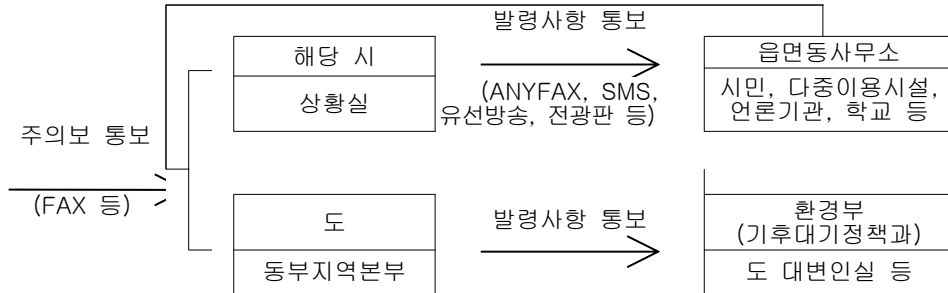 발령사항 통보
해당 시
상황실
(ANYFAX, SMS,
유선방송, 전광판 등)
읍면동사무소
시민, 다중이용시설,
언론기관, 학교 등
주의보 통보
(FAX 등)
도
동부지역본부
발령사항 통보
환경부
(기후대기정책과)
도 대변인실 등